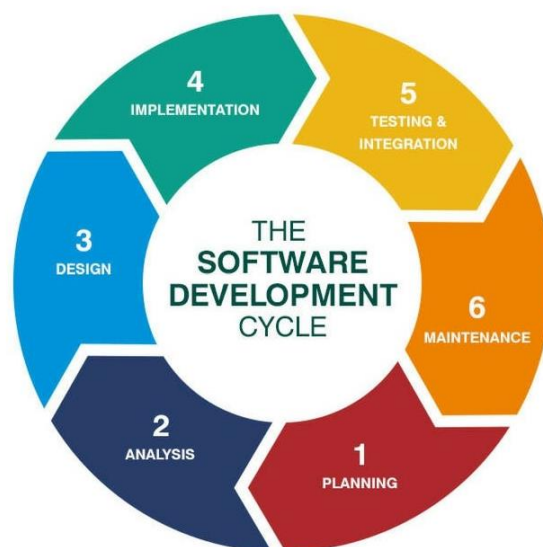 THE
SOFTWARE
DEVELOPMENT
CYCLE
1
PLANNING
2
ANALYSIS
3
DESIGN
4
IMPLEMENTATION
5
TESTING &
INTEGRATION
6
MAINTENANCE